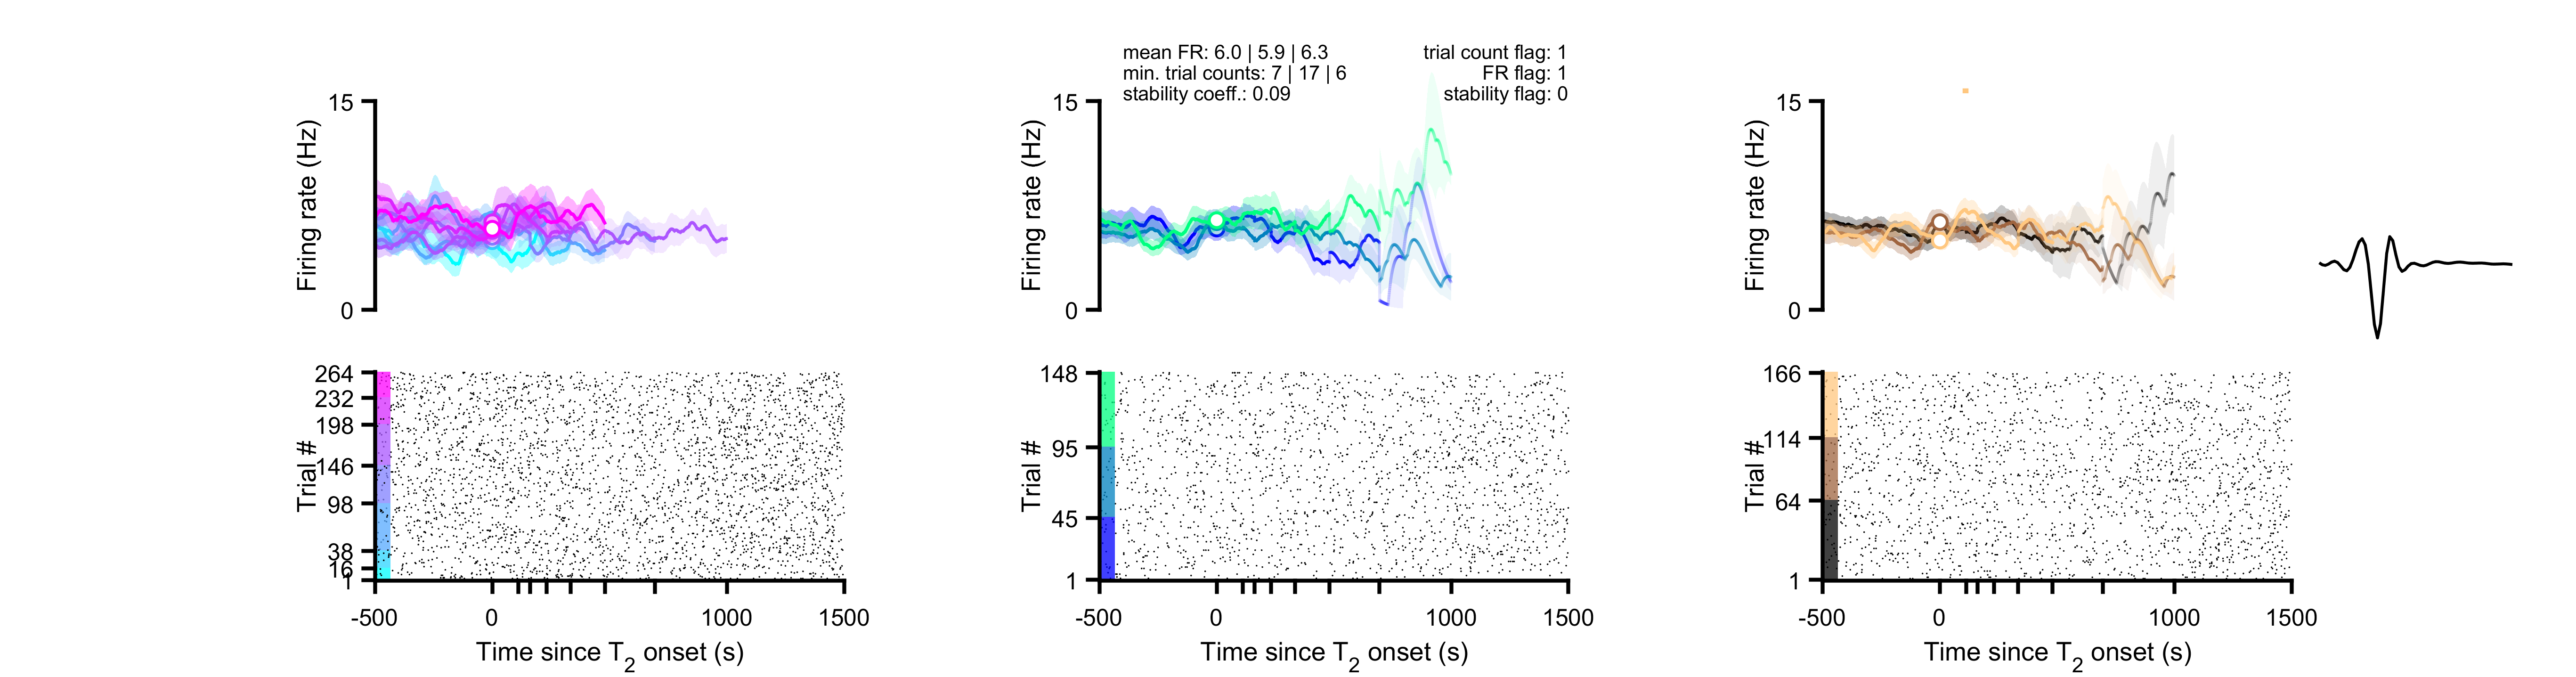 mean FR: 6.0 | 5.9 | 6.3
min. trial counts: 7 | 17 | 6
stability coeff.: 0.09
trial count flag: 1
FR flag: 1
stability flag: 0
15
Firing rate (Hz)
0
15
Firing rate (Hz)
0
15
Firing rate (Hz)
0
264
232
198
146
98
38
16
1
Trial #
-500
0
1000
1500
Time since T2 onset (s)
148
95
45
1
Trial #
-500
0
1000
1500
Time since T2 onset (s)
166
114
64
1
Trial #
-500
0
1000
1500
Time since T2 onset (s)